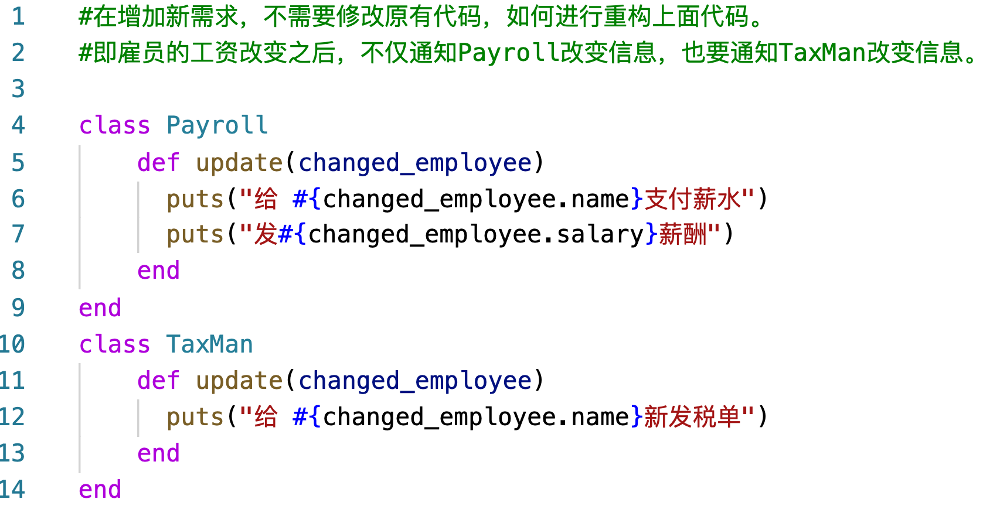 1 #在增加新需求，不需要修改原有代码，如何进行重构上面代码。
2 #即雇员的工资改变之后，不仅通知Payroll改变信息，也要通知TaxMan改变信息。
3
4 class Payroll
5 def update(changed_employee)
6 puts("给 #{changed_employee.name}支付薪水")
7 puts("发#{changed_employee.salary}薪酬")
8 end
9 end
10 class TaxMan
11 def update(changed_employee)
12 puts("给 #{changed_employee.name}新发税单")
13 end
14 end